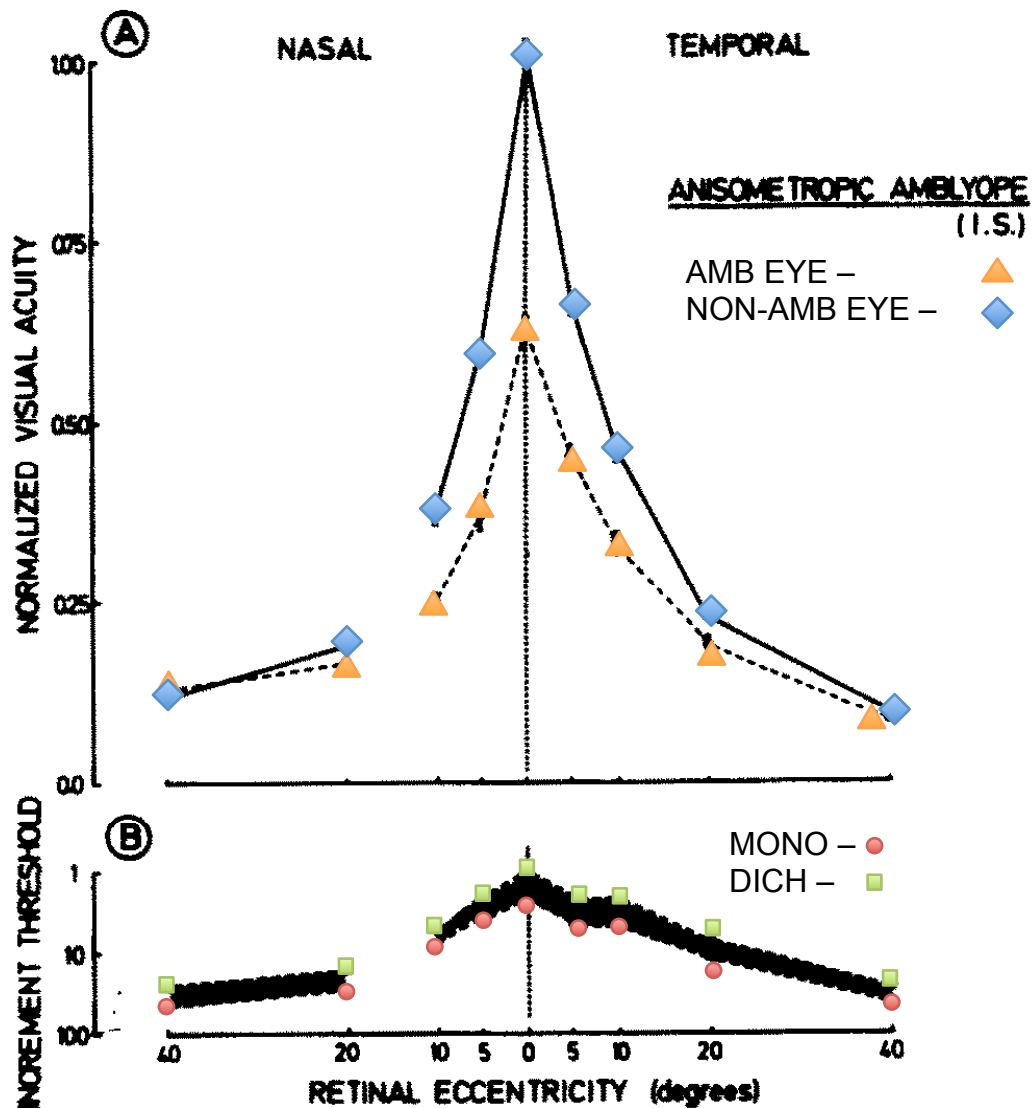 A
NASAL
TEMPORAL
1.00
0.75
0.50
0.25
0.0
NORMALIZED VISUAL ACUITY
ANISOMETROPIC AMBLYOPE
(I.S.)
AMB EYE –
NON-AMB EYE –
B
MONO –
DICH –
1
10
100
INCREMENT THRESHOLD
40 20 10 5 0 5 10 20 40
RETINAL ECCENTRICITY (degrees)